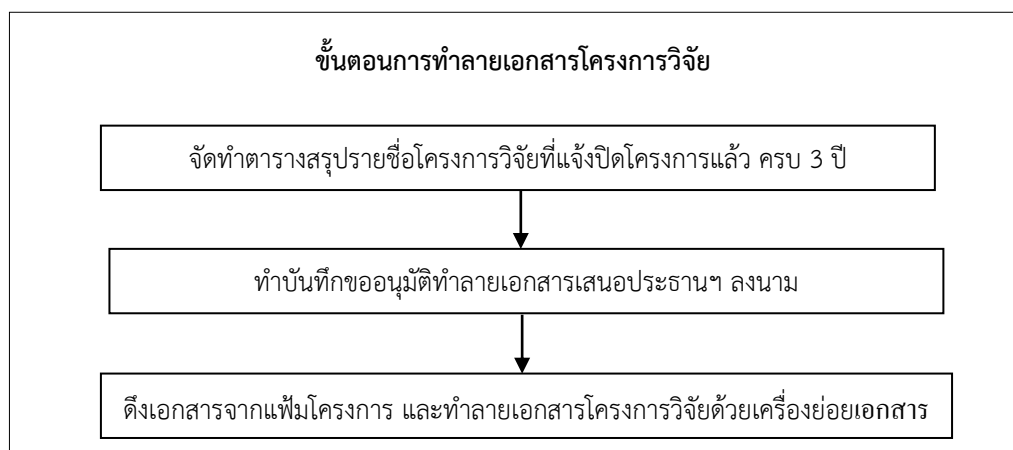 ขั้นตอนการทำลายเอกสารโครงการวิจัย
จัดทำตารางสรุปรายชื่อโครงการวิจัยที่แจ้งปิดโครงการแล้ว ครบ 3 ปี
ทำบันทึกขออนุมัติทำลายเอกสารเสนอประธานฯ ลงนาม
ดึงเอกสารจากแฟ้มโครงการ และทำลายเอกสารโครงการวิจัยด้วยเครื่องย่อยเอกสาร